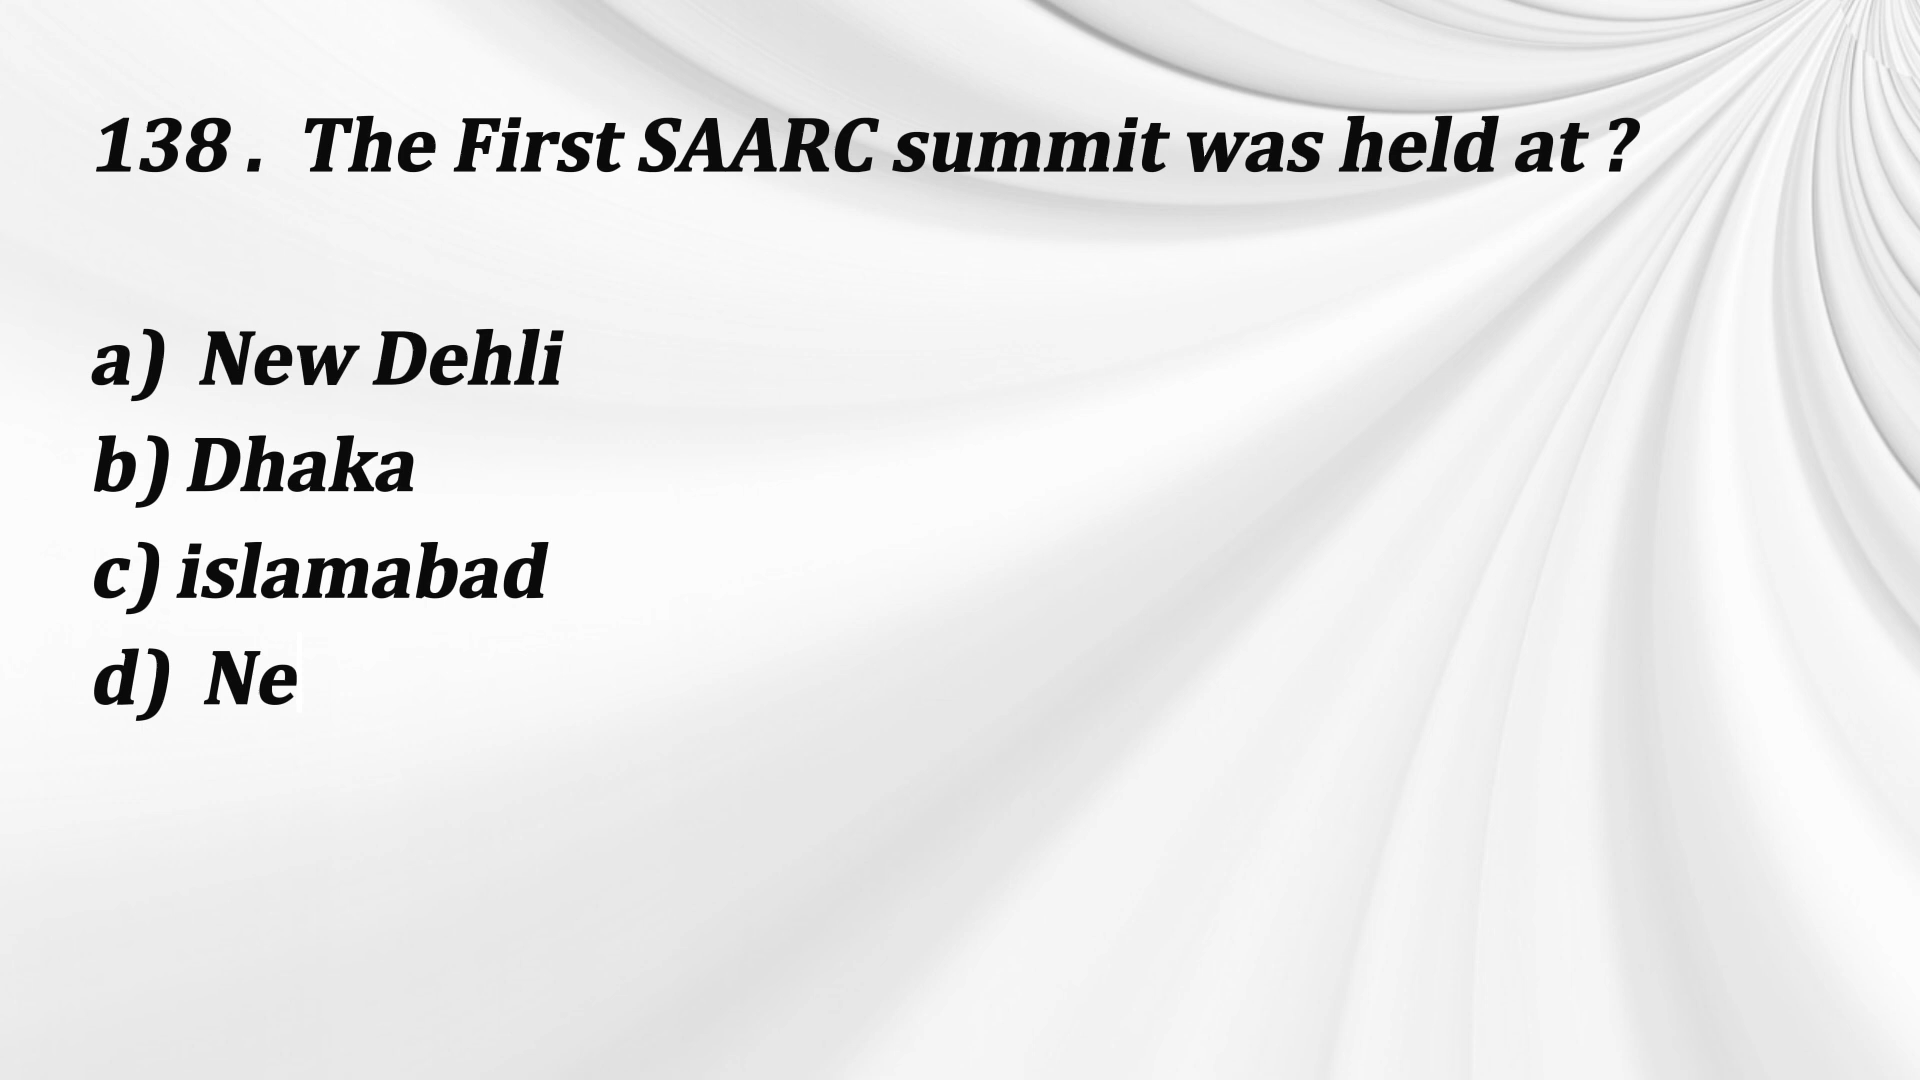 138 .  The First SAARC summit was held at ?
a)  New Dehli
b) Dhaka
c) islamabad
d)  Ne